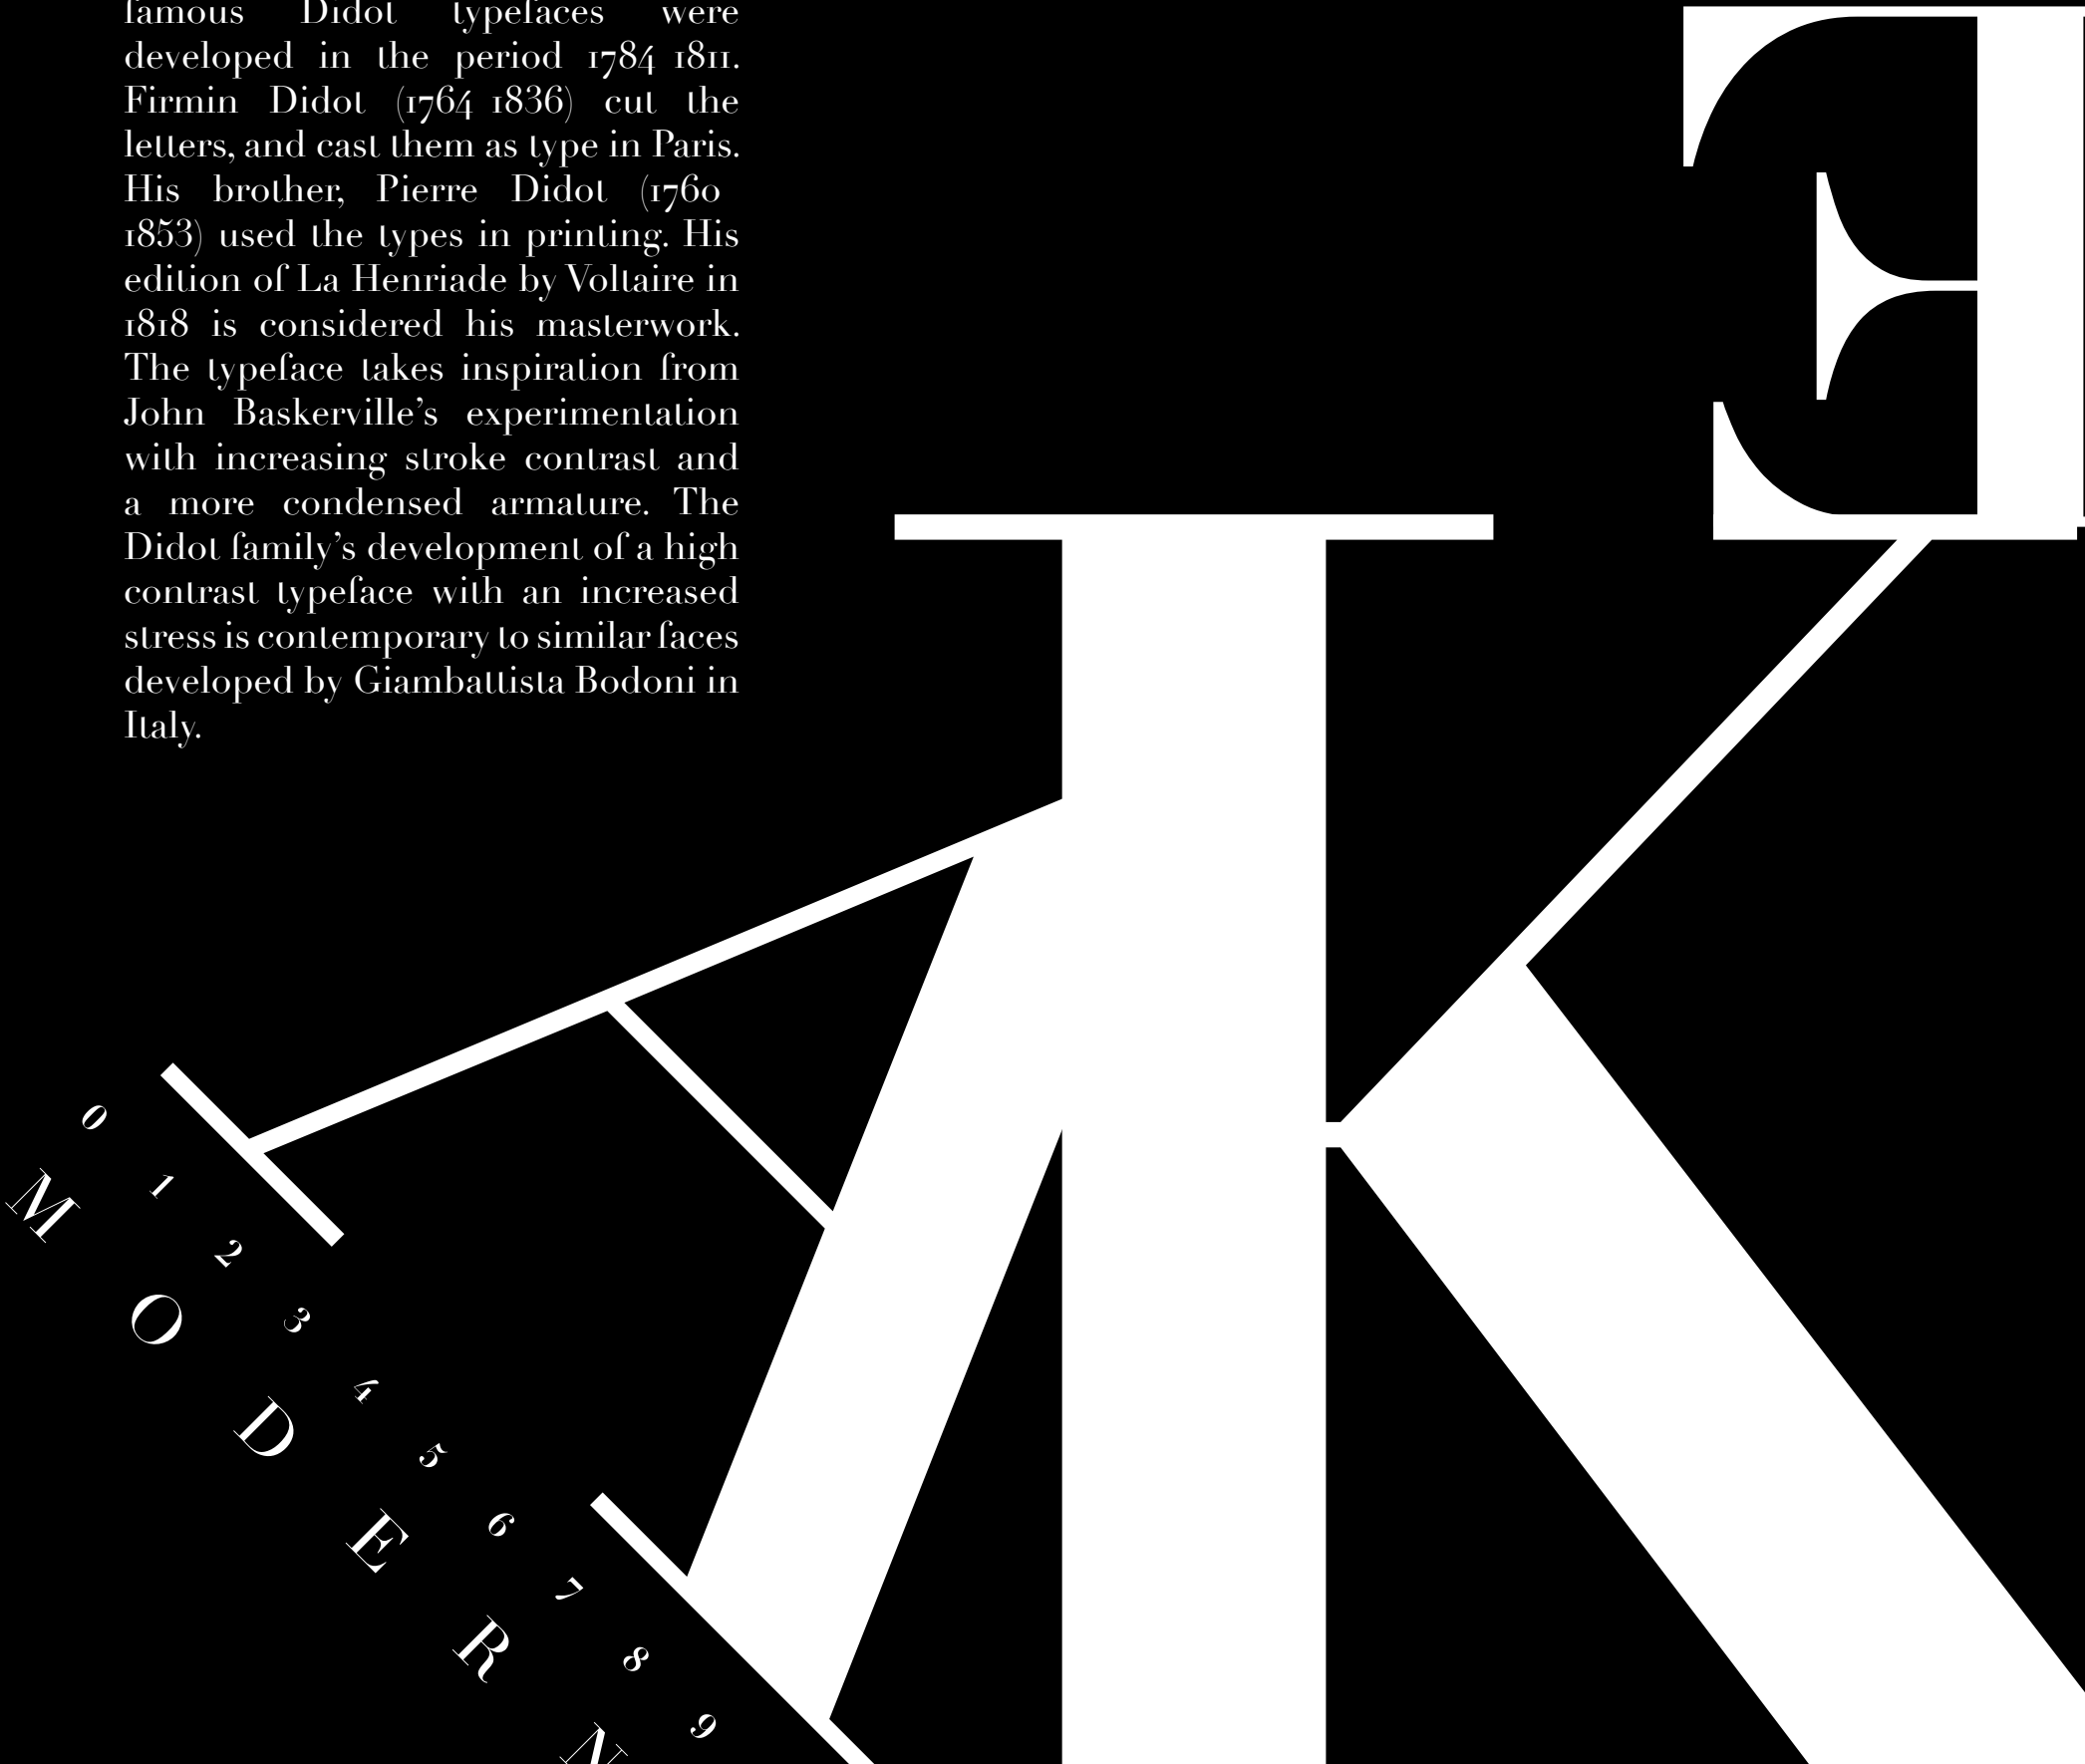 famous Didot typefaces were
developed in the period 1784 1811.
Firmin Didot (1764 1836) cut the
letters, and cast them as type in Paris.
His brother, Pierre Didot (1760
1853) used the types in printing. His
edition of La Henriade by Voltaire in
1818 is considered his masterwork.
The typeface takes inspiration from
John Baskerville’s experimentation
with increasing stroke contrast and
a more condensed armature. The
Didot family’s development of a high
contrast typeface with an increased
stress is contemporary to similar faces
developed by Giambattista Bodoni in
Italy.
E
K
A
0 1 2 3 4 5 6 7 8 9
M O D E R N